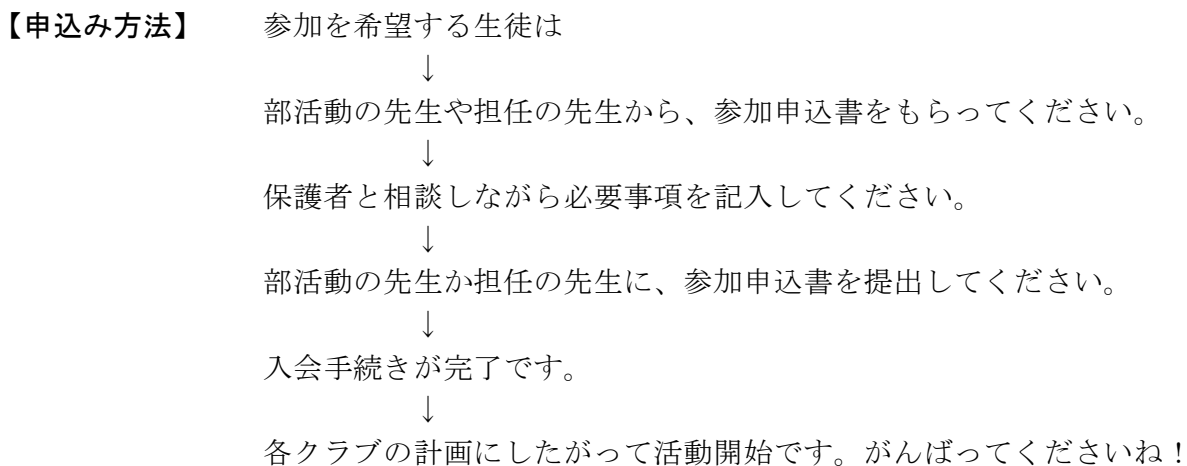 【申込み方法】　参加を希望する生徒は
↓
部活動の先生や担任の先生から、参加申込書をもらってください。
↓
保護者と相談しながら必要事項を記入してください。
↓
部活動の先生か担任の先生に、参加申込書を提出してください。
↓
入会手続きが完了です。
↓
各クラブの計画にしたがって活動開始です。がんばってくださいね！